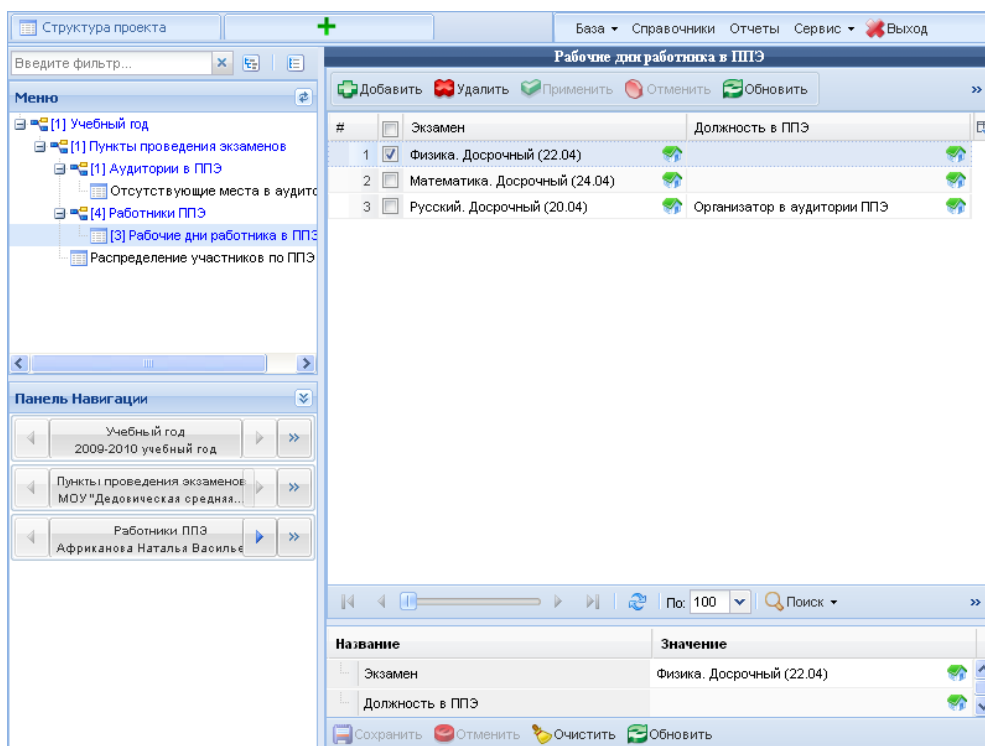 Структура проекта
База Справочники Отчеты Сервис Выход
Введите фильтр...
Рабочие дни работника в ППЭ
Меню
Добавить Удалить Применить Отменить Обновить
[1] Учебный год
[1] Пункты проведения экзаменов
[1] Аудитории в ППЭ
Отсутствующие места в аудито
[4] Работники ППЭ
[3] Рабочие дни работника в ППЭ
Распределение участников по ППЭ
# Экзамен Должность в ППЭ
1 Физика. Досрочный (22.04)
2 Математика. Досрочный (24.04)
3 Русский. Досрочный (20.04) Организатор в аудитории ППЭ
Панель Навигации
Учебный год
2009-2010 учебный год
Пункты проведения экзаменов
МОУ "Дедовическая средняя...
Работники ППЭ
Африканова Наталья Василье
По: 100 Поиск
Название Значение
Экзамен Физика. Досрочный (22.04)
Должность в ППЭ
Сохранить Отменить Очистить Обновить